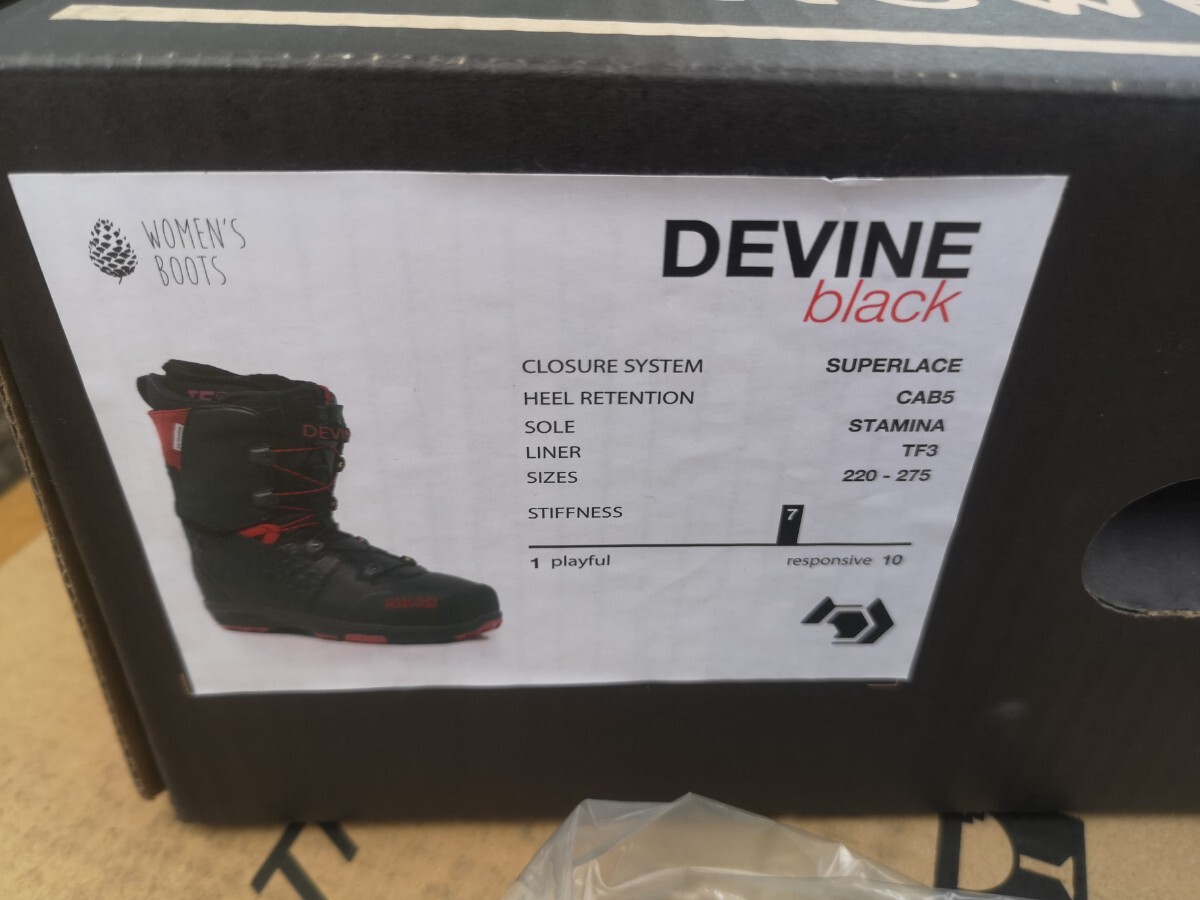 WOMEN'S
BOOTS
DEVINE
black
CLOSURE SYSTEM SUPERLACE
HEEL RETENTION CAB5
SOLE STAMINA
LINER TF3
SIZES 220 - 275
STIFFNESS 7
1 playful responsive 10